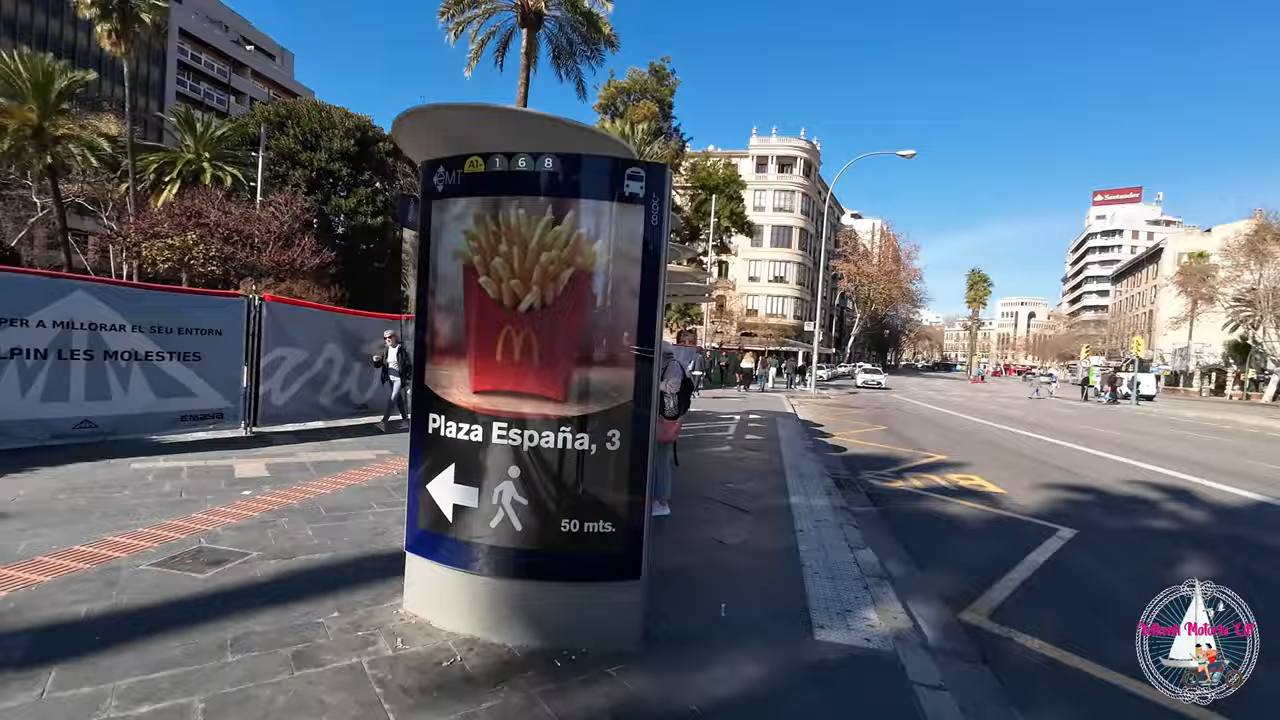 EMT A1 1 6 8
Plaza España, 3
50 mts.
PER A MILLORAR EL SEU ENTORN
LPIN LES MOLESTIES
EMAYA
Santander
BUS